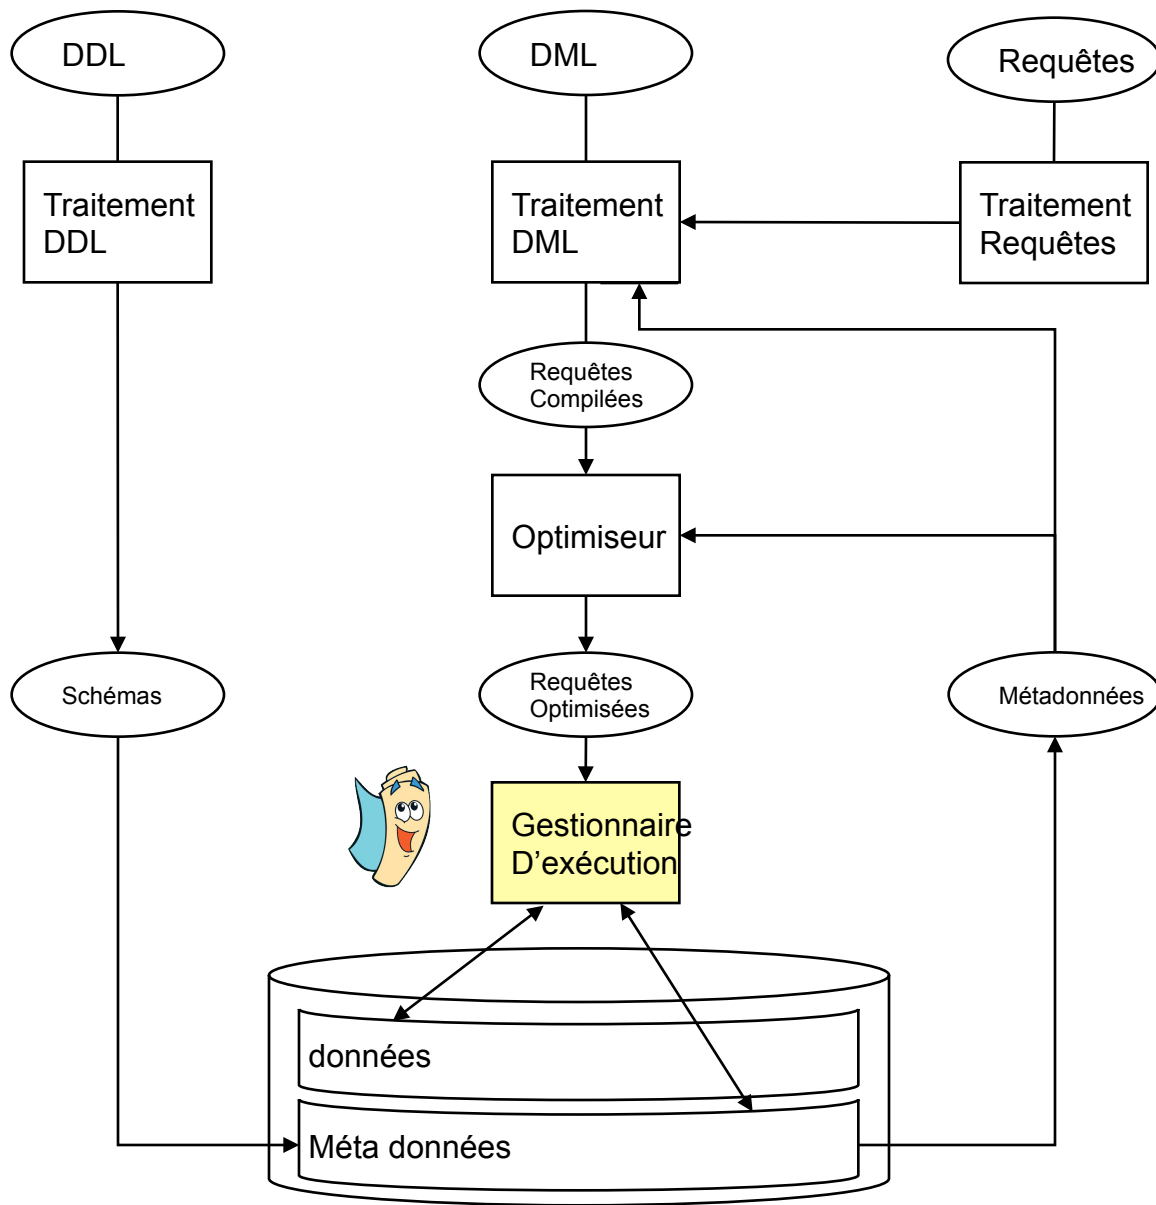 DDL
DML
Requêtes
Traitement
DDL
Traitement
DML
Traitement
Requêtes
Requêtes
Compilées
Optimiseur
Schémas
Requêtes
Optimisées
Métadonnées
Gestionnaire
D'exécution
données
Méta données